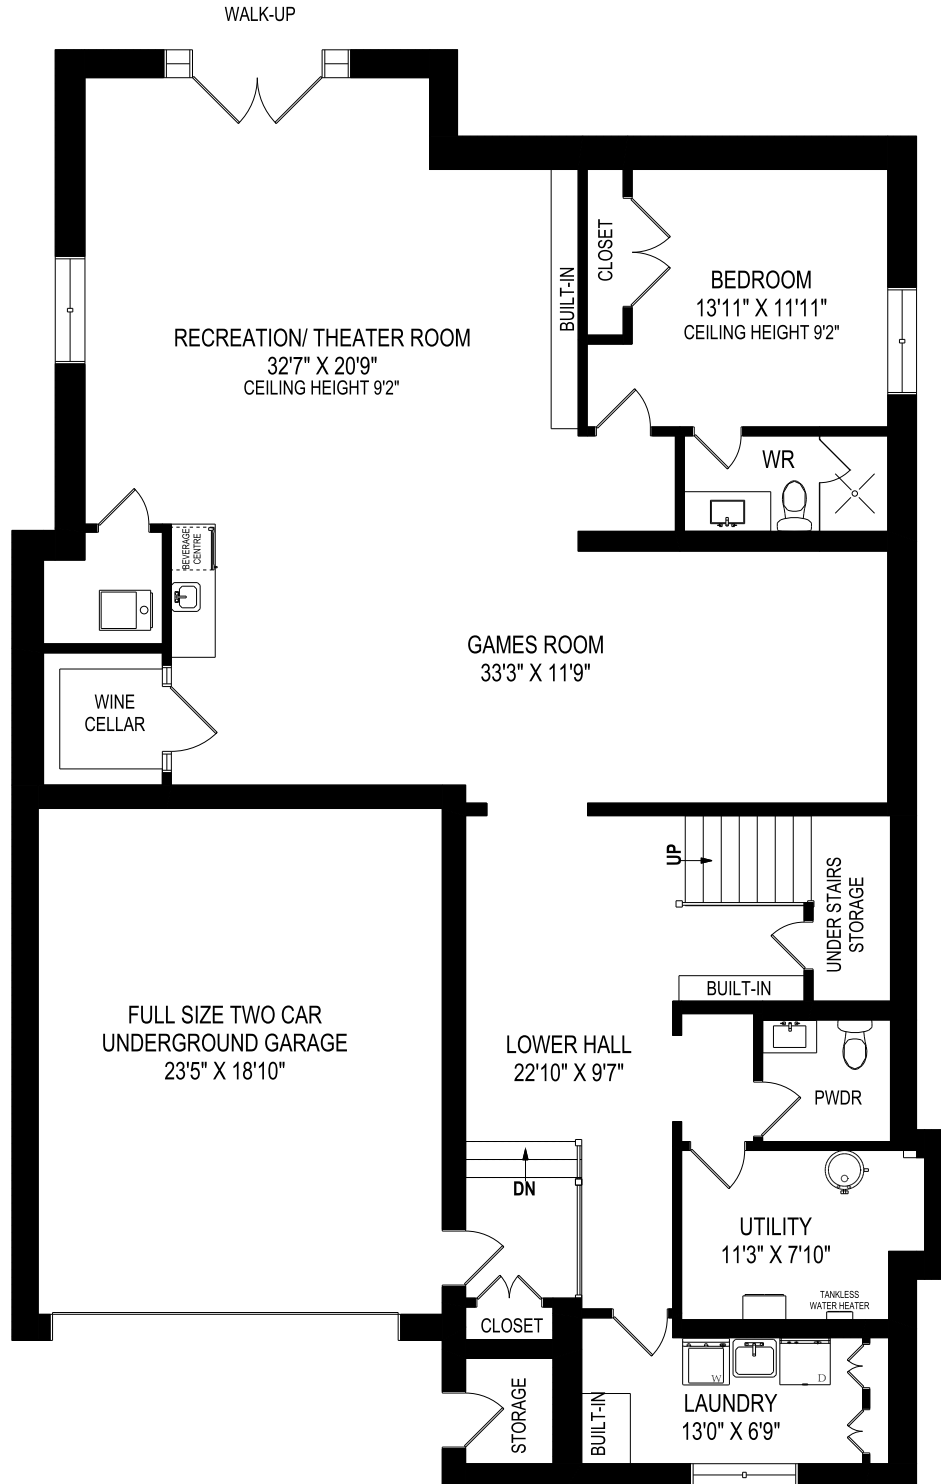 WALK-UP
BEDROOM
13'11" X 11'11"
CEILING HEIGHT 9'2"
CLOSET
BUILT-IN
RECREATION/ THEATER ROOM
32'7" X 20'9"
CEILING HEIGHT 9'2"
WR
BEVERAGE
CENTRE
GAMES ROOM
33'3" X 11'9"
WINE
CELLAR
UP
UNDER STAIRS
STORAGE
BUILT-IN
FULL SIZE TWO CAR
UNDERGROUND GARAGE
23'5" X 18'10"
LOWER HALL
22'10" X 9'7"
PWDR
DN
UTILITY
11'3" X 7'10"
TANKLESS
WATER HEATER
CLOSET
W
D
LAUNDRY
13'0" X 6'9"
STORAGE
BUILT-IN